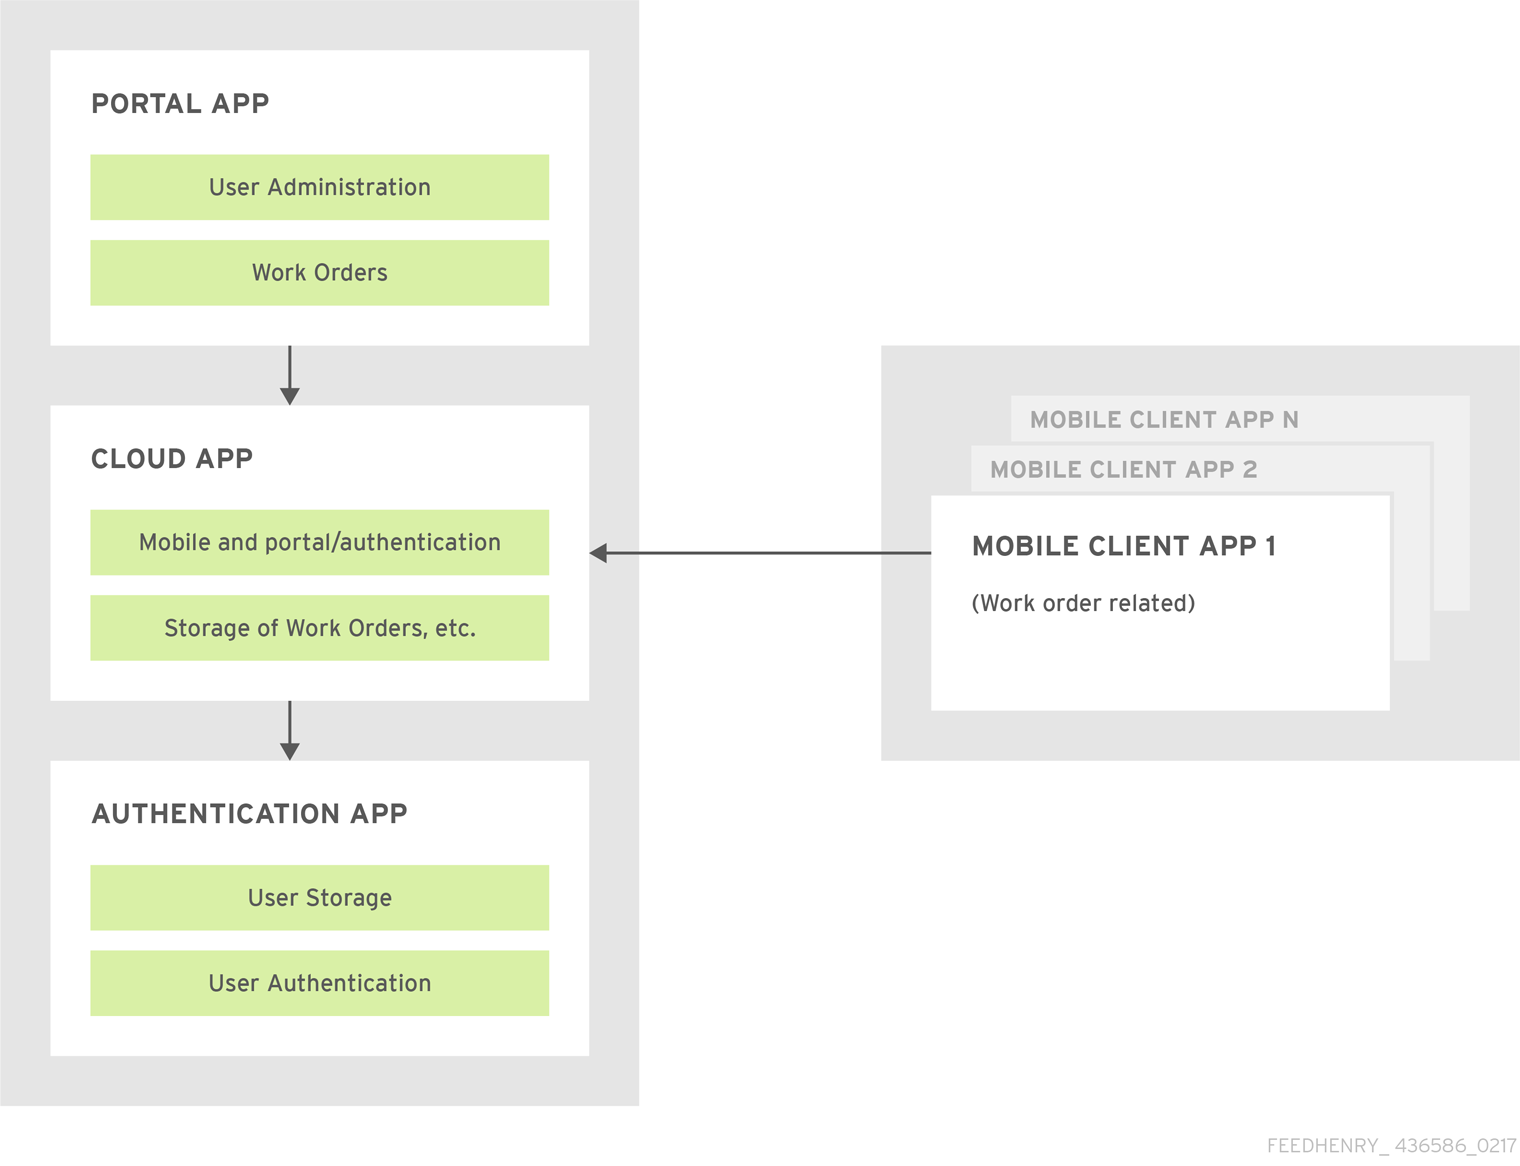 PORTAL APP
User Administration
Work Orders
CLOUD APP
Mobile and portal/authentication
Storage of Work Orders, etc.
AUTHENTICATION APP
User Storage
User Authentication
MOBILE CLIENT APP N
MOBILE CLIENT APP 2
MOBILE CLIENT APP 1
(Work order related)
FEEDHENRY_ 436586_0217